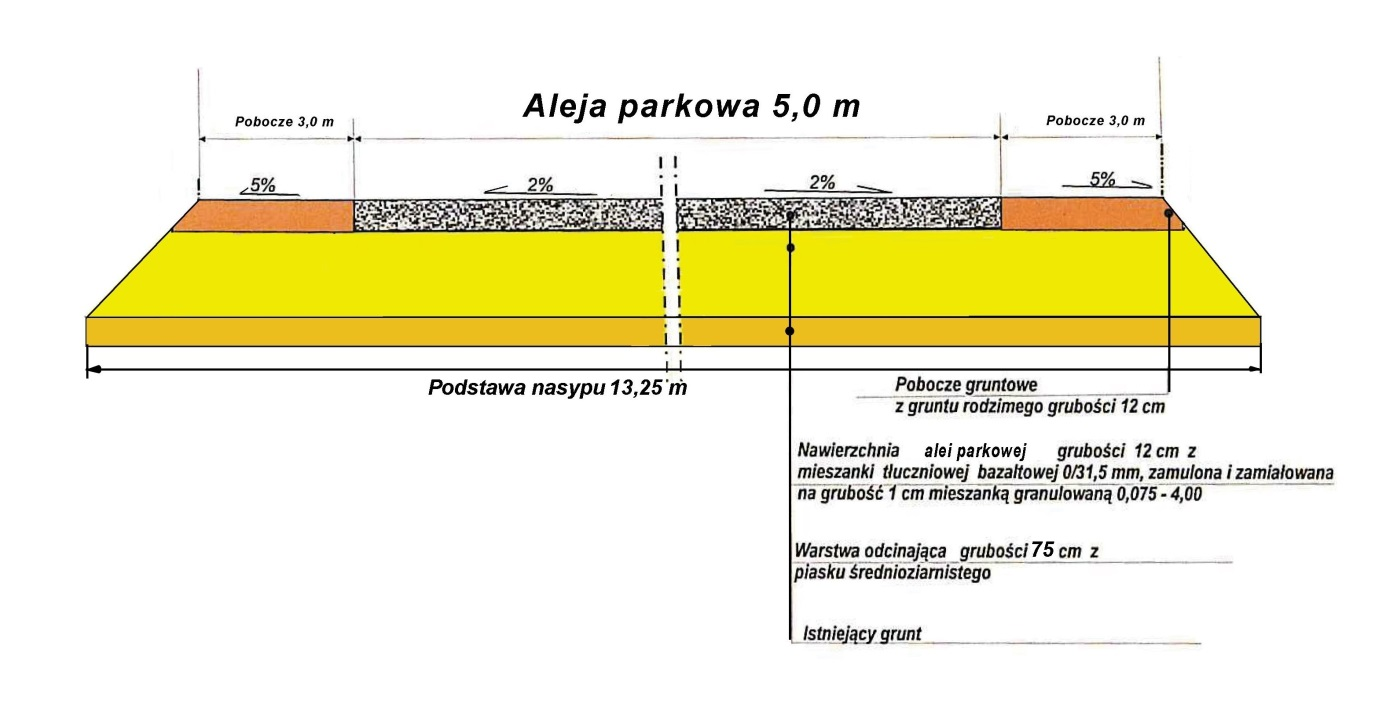 Aleja parkowa 5,0 m
Pobocze 3,0 m
Pobocze 3,0 m
5%
2%
2%
5%
Podstawa nasypu 13,25 m
Pobocze gruntowe
z gruntu rodzimego grubości 12 cm
Nawierzchnia alei parkowej grubości 12 cm z
mieszanki tłuczniowej bazaltowej 0/31,5 mm, zamulona i zamiałowana
na grubość 1 cm mieszanką granulowaną 0,075 - 4,00
Warstwa odcinająca grubości 75 cm z
piasku średnioziarnistego
Istniejący grunt